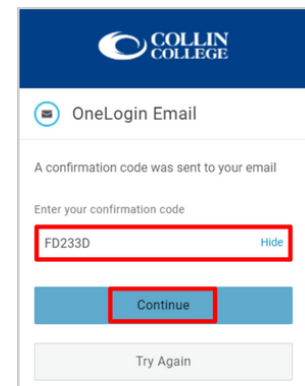 COLLIN
COLLEGE
OneLogin Email
A confirmation code was sent to your email
Enter your confirmation code
FD233D Hide
Continue
Try Again